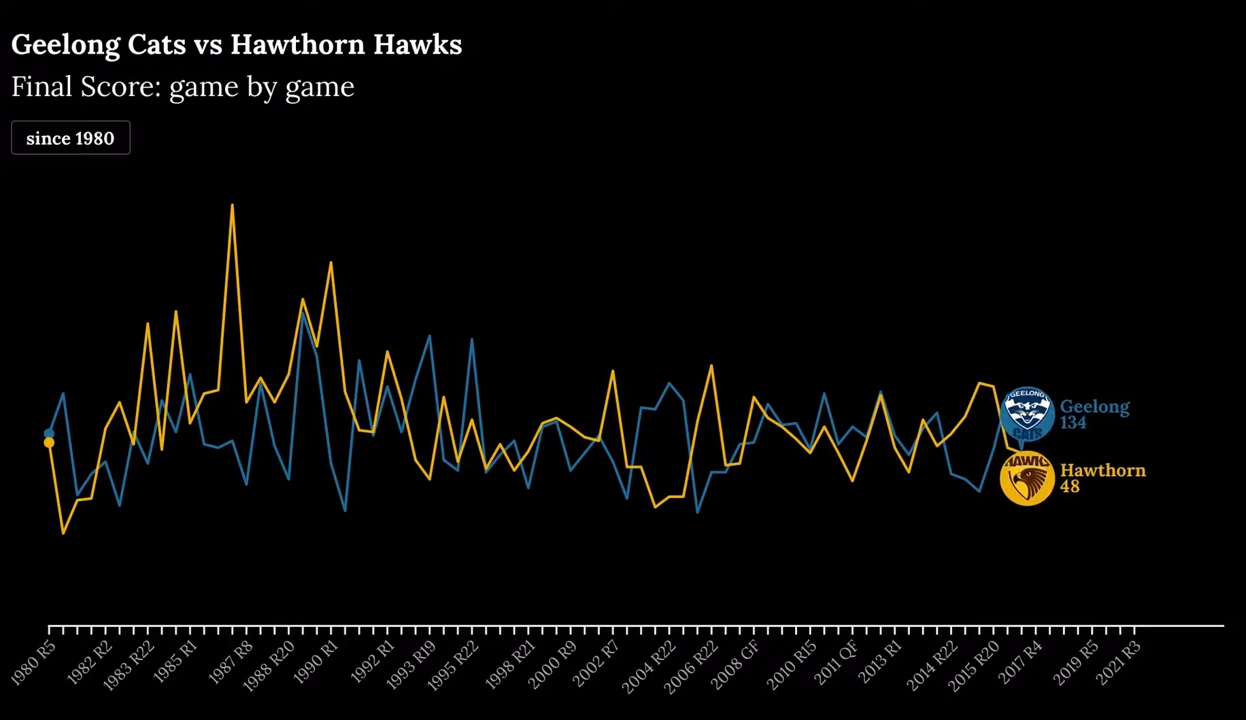 Geelong Cats vs Hawthorn Hawks
Final Score: game by game
since 1980
GEELONG
CATS
Geelong
134
HAWKS
Hawthorn
48
1980 R5
1982 R2
1983 R22
1985 R1
1987 R8
1988 R20
1990 R1
1992 R1
1993 R19
1995 R22
1998 R21
2000 R9
2002 R7
2004 R22
2006 R22
2008 GF
2010 R15
2011 QF
2013 R1
2014 R22
2015 R20
2017 R4
2019 R5
2021 R3